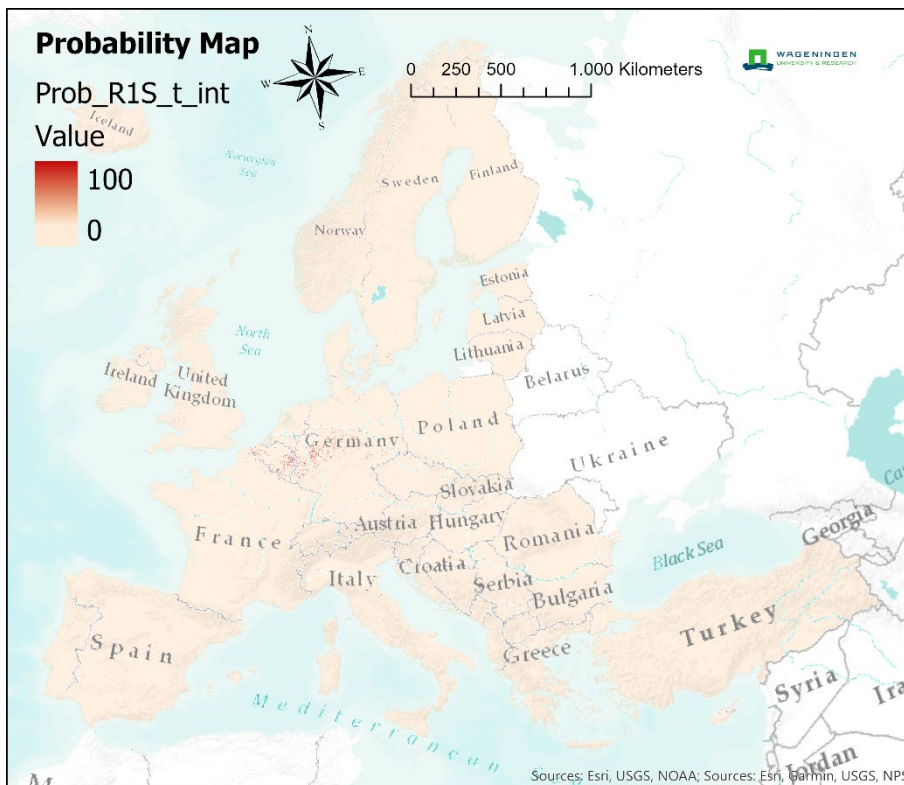 Probability Map
Prob_R1S_t_int
Value
100
0
N
W E
S
0 250 500 1.000 Kilometers
WAGENINGEN
UNIVERSITY & RESEARCH
Iceland
Norwegian
Sea
Sweden
Finland
Norway
Estonia
North
Sea
Latvia
Lithuania
Ireland
United
Kingdom
Belarus
Germany
Poland
Ukraine
Slovakia
France
Austria
Hungary
Romania
Georgia
Croatia
Black Sea
Italy
Serbia
Bulgaria
Spain
Turkey
Greece
Syria
Mediterranean
Jordan
Sources: Esri, USGS, NOAA; Sources: Esri, Garmin, USGS, NPS